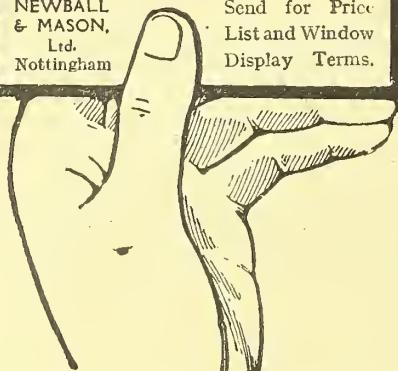 NEWBALL
& MASON,
Ltd.
Nottingham
Send for Price
List and Window
Display Terms.